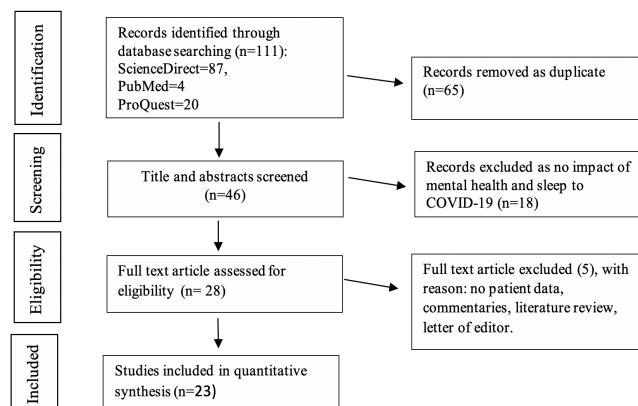 Identification
Records identified through
database searching (n=111):
ScienceDirect=87,
PubMed=4
ProQuest=20
Records removed as duplicate
(n=65)
Screening
Title and abstracts screened
(n=46)
Records excluded as no impact of
mental health and sleep to
COVID-19 (n=18)
Eligibility
Full text article assessed for
eligibility (n= 28)
Full text article excluded (5), with
reason: no patient data,
commentaries, literature review,
letter of editor.
Included
Studies included in quantitative
synthesis (n=23)